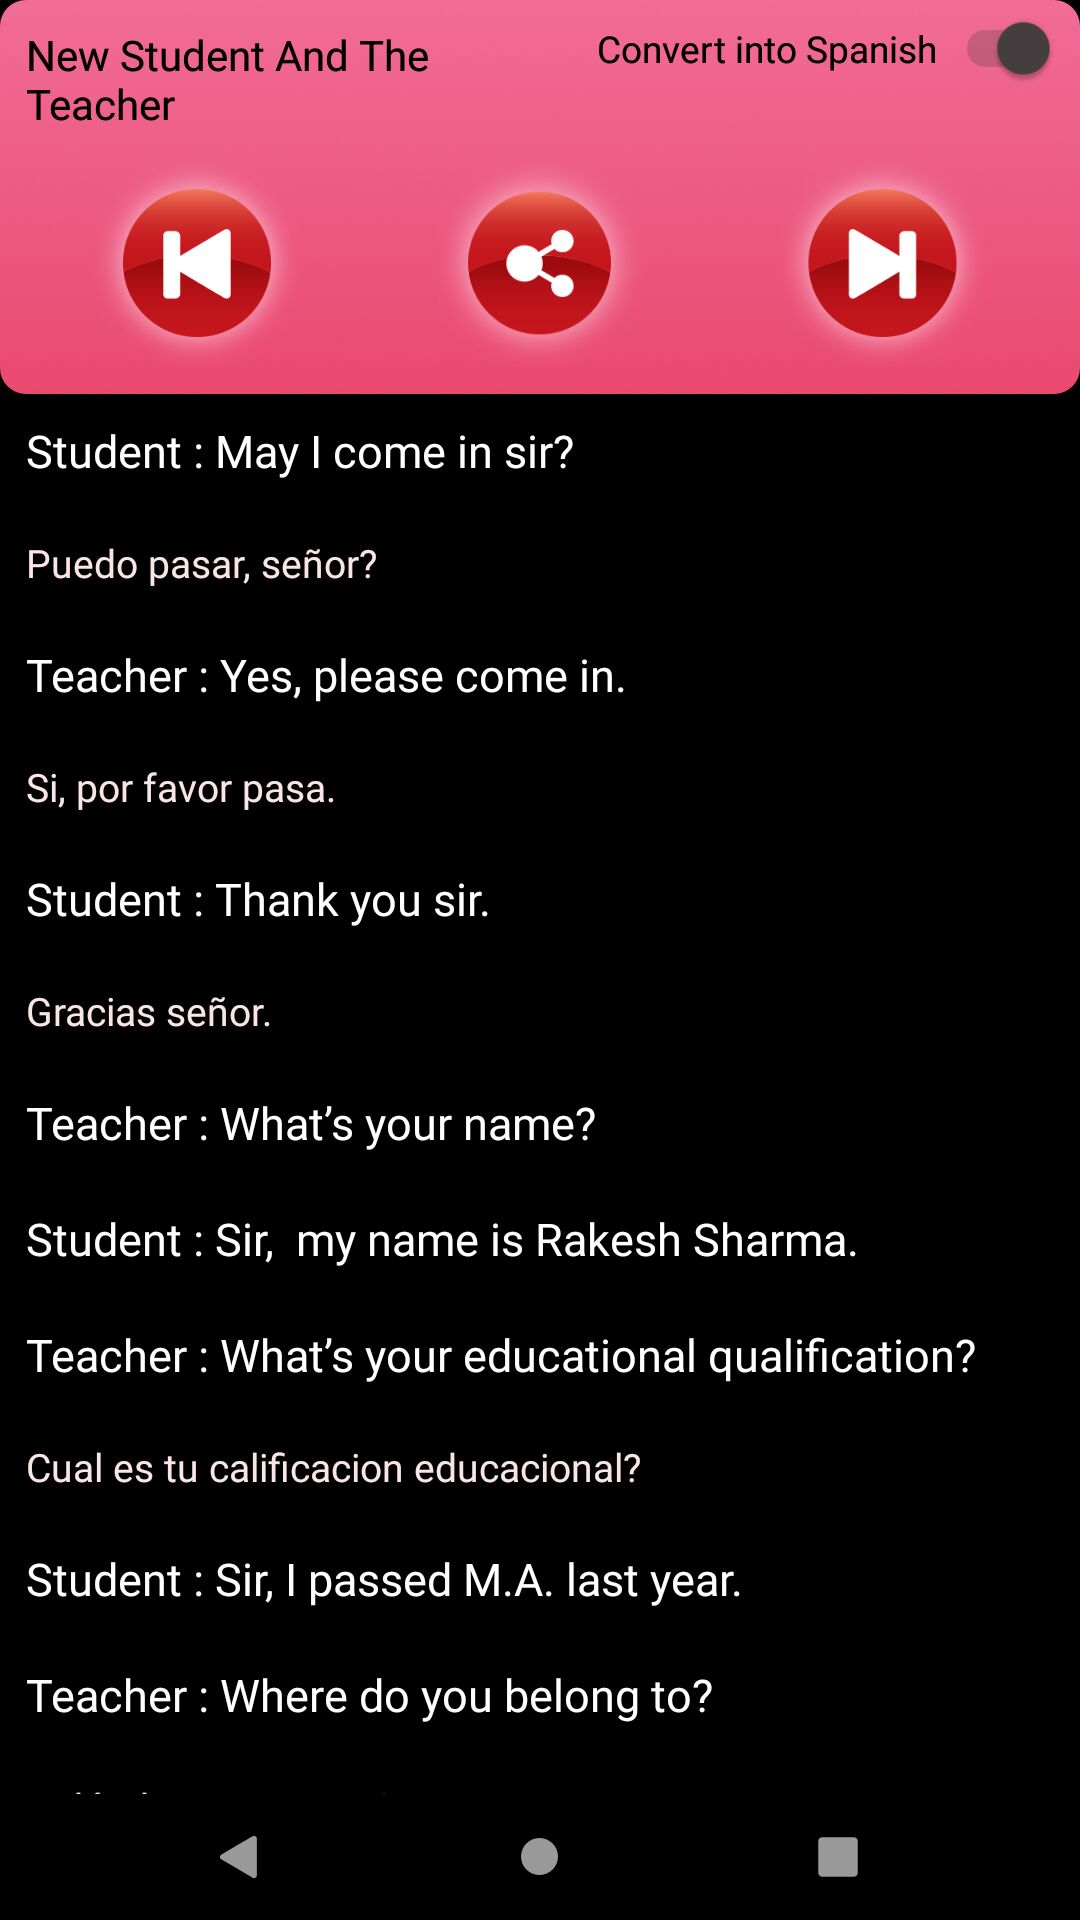 New Student And The
Teacher
Convert into Spanish
Student : May I come in sir?
Puedo pasar, señor?
Teacher : Yes, please come in.
Si, por favor pasa.
Student : Thank you sir.
Gracias señor.
Teacher : What’s your name?
Student : Sir,  my name is Rakesh Sharma.
Teacher : What’s your educational qualification?
Cual es tu calificacion educacional?
Student : Sir, I passed M.A. last year.
Teacher : Where do you belong to?